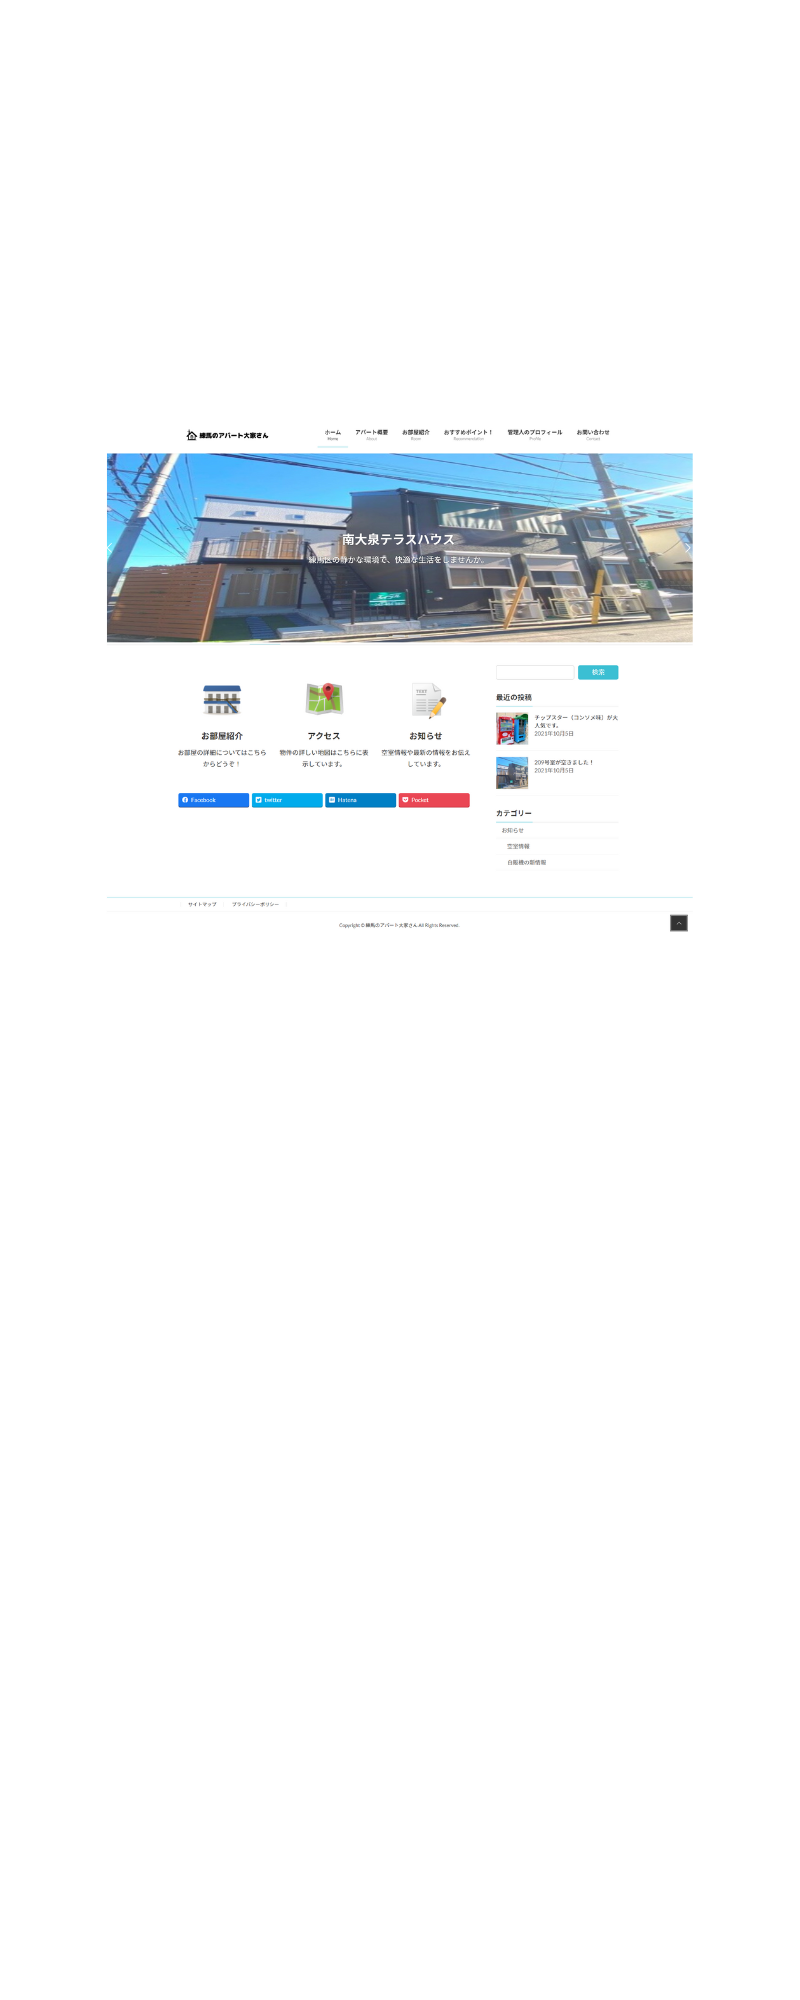 練馬のアパート大家さん
ホーム
Home
アパート概要
About
お部屋紹介
Room
おすすめポイント！
Recommendation
管理人のプロフィール
Profile
お問い合わせ
Contact
南大泉テラスハウス
練馬区の静かな環境で、快適な生活をしませんか。
お部屋紹介
お部屋の詳細についてはこちら
からどうぞ！
アクセス
物件の詳しい地図はこちらに表
示しています。
TEXT
お知らせ
空室情報や最新の情報をお伝え
しています。
Facebook
twitter
Hatena
Pocket
検索
最近の投稿
チップスター（コンソメ味）が大
人気です。
2021年10月5日
209号室が空きました！
2021年10月5日
カテゴリー
お知らせ
空室情報
自販機の新情報
サイトマップ
プライバシーポリシー
Copyright © 練馬のアパート大家さん All Rights Reserved.